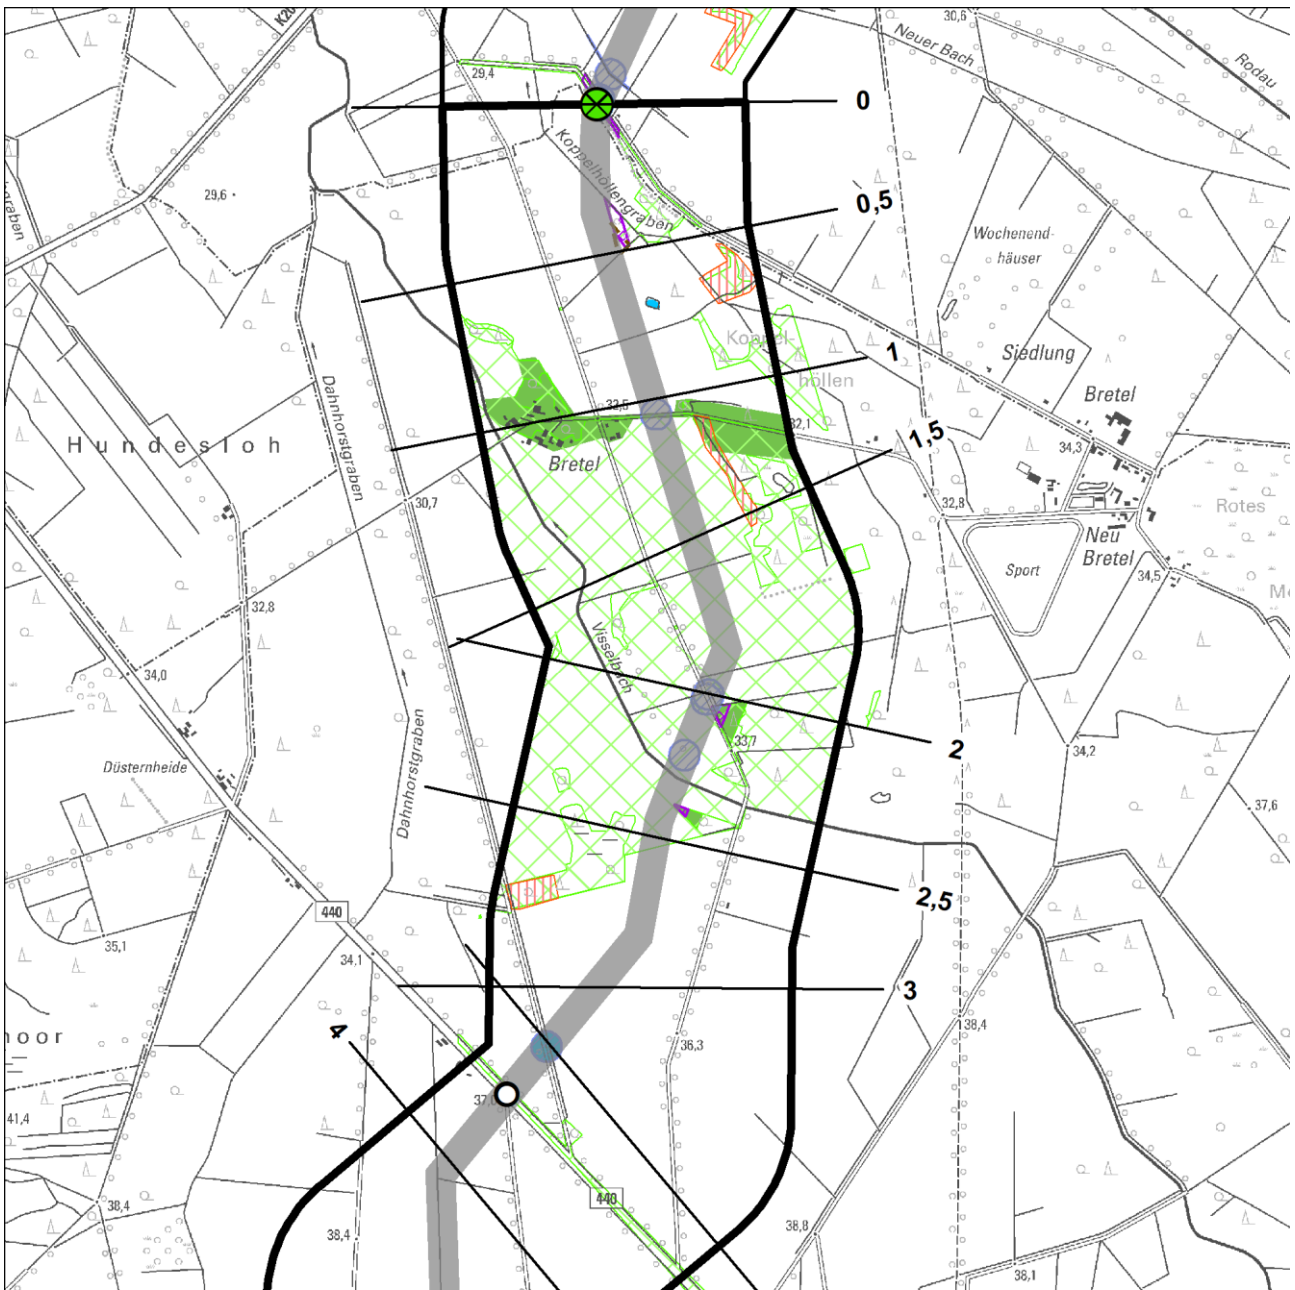 K20
30,6
Neuer Bach
Rodau
29,4
0
Koppelhöllengraben
29,6
0,5
Wochenend-
häuser
Koppel-
höllen
1
Siedlung
Bretel
Dahnhorstgraben
32,5
32,1
1,5
34,3
Hundesloh
Bretel
30,7
32,8
Rotes
Neu
Bretel
Sport
34,5
32,8
Visselbach
34,0
33,7
2
34,2
Düsternheide
Dahnhorstgraben
37,6
2,5
440
35,1
34,1
3
4
36,3
38,4
41,4
440
38,4
38,4
38,8
38,1